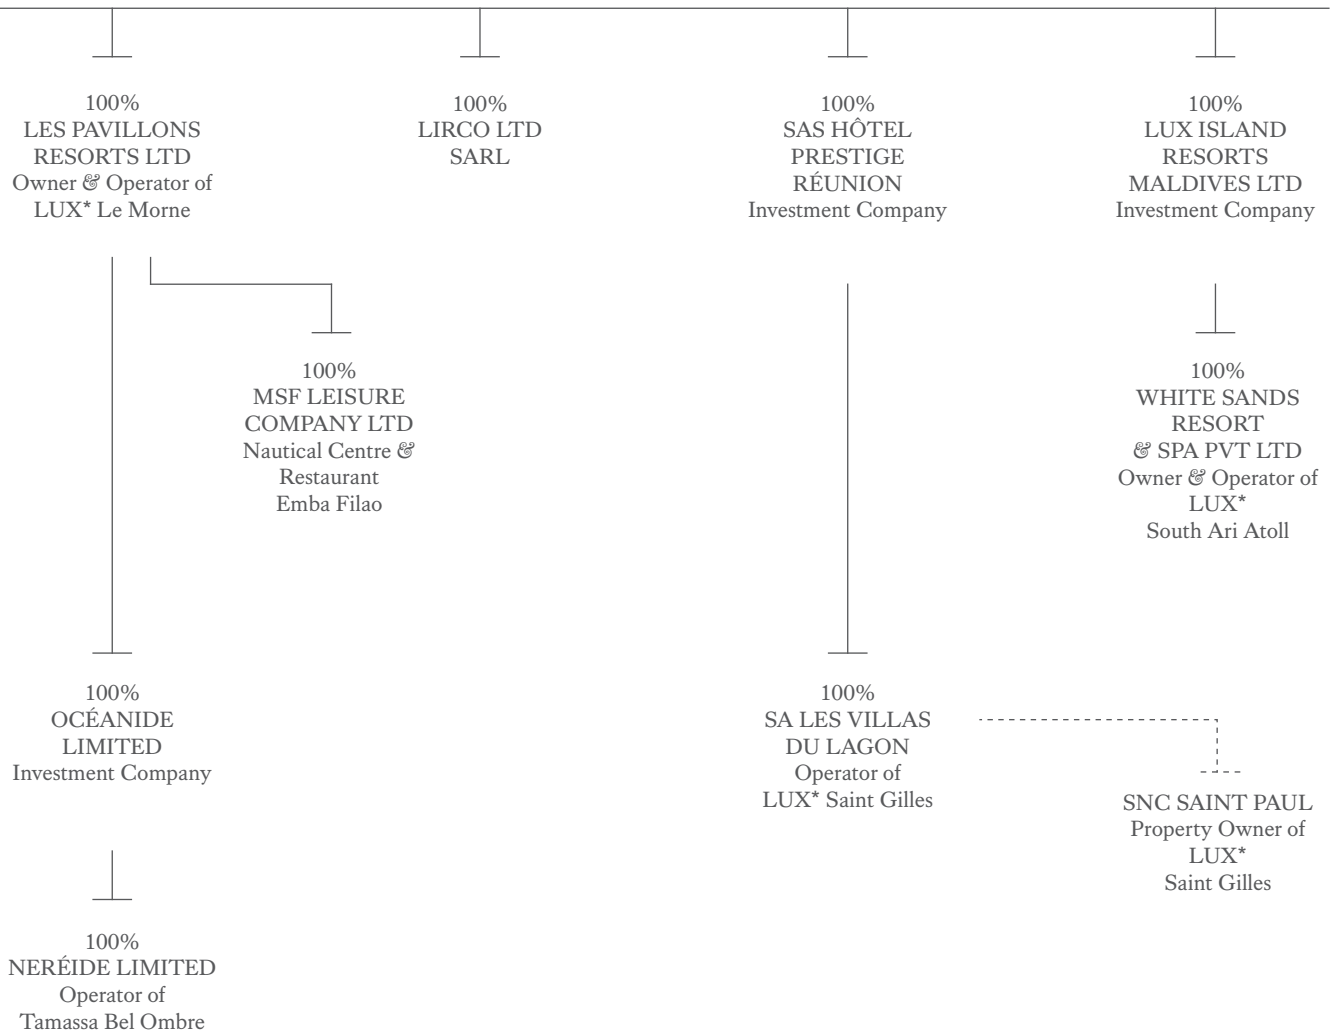 100%
LES PAVILLONS
RESORTS LTD
Owner & Operator of
LUX* Le Morne
100%
LIRCO LTD
SARL
100%
SAS HÔTEL
PRESTIGE
RÉUNION
Investment Company
100%
LUX ISLAND
RESORTS
MALDIVES LTD
Investment Company
100%
MSF LEISURE
COMPANY LTD
Nautical Centre &
Restaurant
Emba Filao
100%
WHITE SANDS
RESORT
& SPA PVT LTD
Owner & Operator of
LUX*
South Ari Atoll
100%
OCÉANIDE
LIMITED
Investment Company
100%
SA LES VILLAS
DU LAGON
Operator of
LUX* Saint Gilles
SNC SAINT PAUL
Property Owner of
LUX*
Saint Gilles
100%
NERÉIDE LIMITED
Operator of
Tamassa Bel Ombre